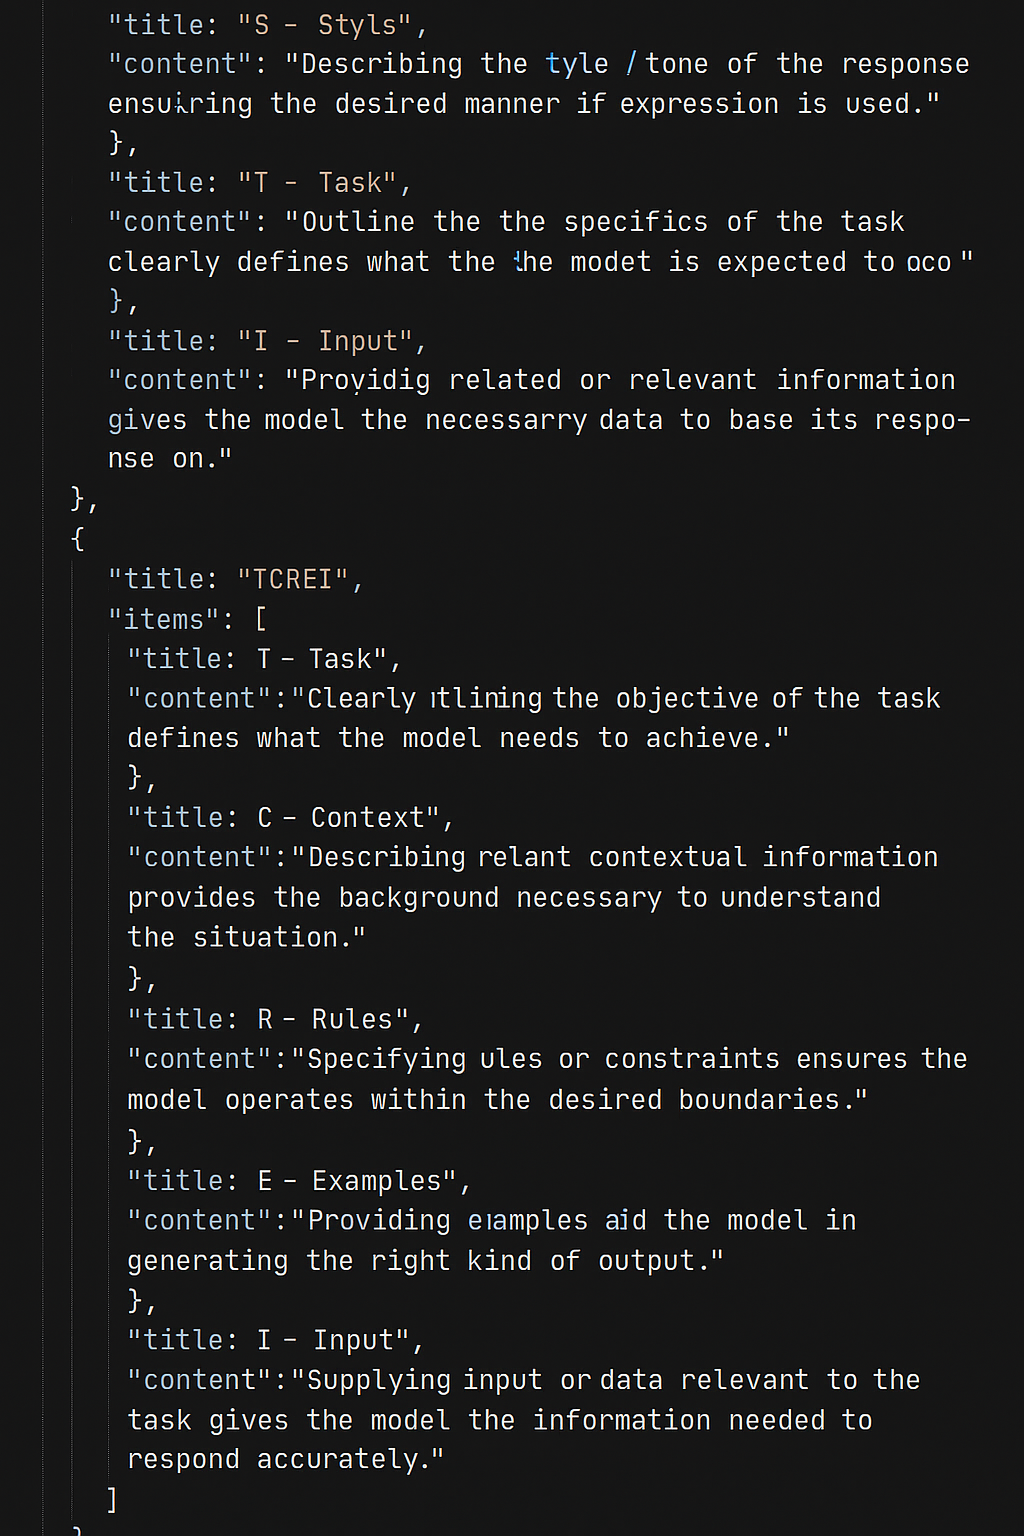 "title: "S – Styls",
"content": "Describing the tyle / tone of the response
ensuiring the desired manner if expression is used."
},
"title: "T – Task",
"content": "Outline the the specifics of the task
clearly defines what the the modet is expected to oco"
},
"title: "I – Input",
"content": "Providig related or relevant information
gives the model the necessarry data to base its respo-
nse on."
},
{
"title: "TCREI",
"items": [
"title: T – Task",
"content":"Clearly the objective of the task
defines what the model needs to achieve."
},
"title: C – Context",
"content":"Describing relant contextual information
provides the background necessary to understand
the situation."
},
"title: R – Rules",
"content":"Specifying ules or constraints ensures the
model operates within the desired boundaries."
},
"title: E – Examples",
"content":"Providing aid the model in
generating the right kind of output."
},
"title: I – Input",
"content":"Supplying input or data relevant to the
task gives the model the information needed to
respond accurately."
]